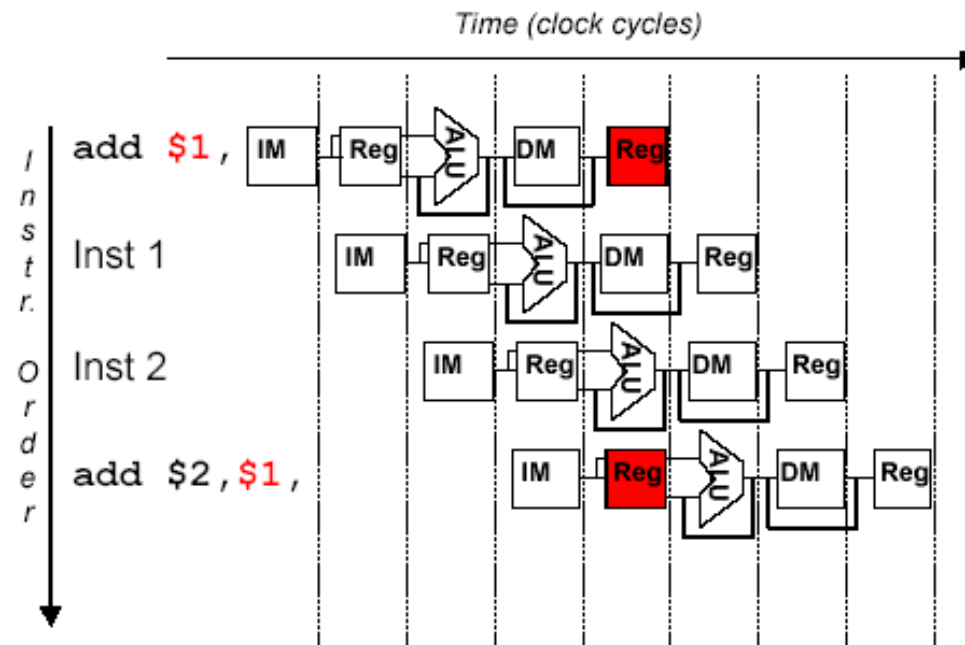 Time (clock cycles)
Instr. Order
add $1, IM Reg ALU DM Reg
Inst 1 IM Reg ALU DM Reg
Inst 2 IM Reg ALU DM Reg
add $2,$1, IM Reg ALU DM Reg